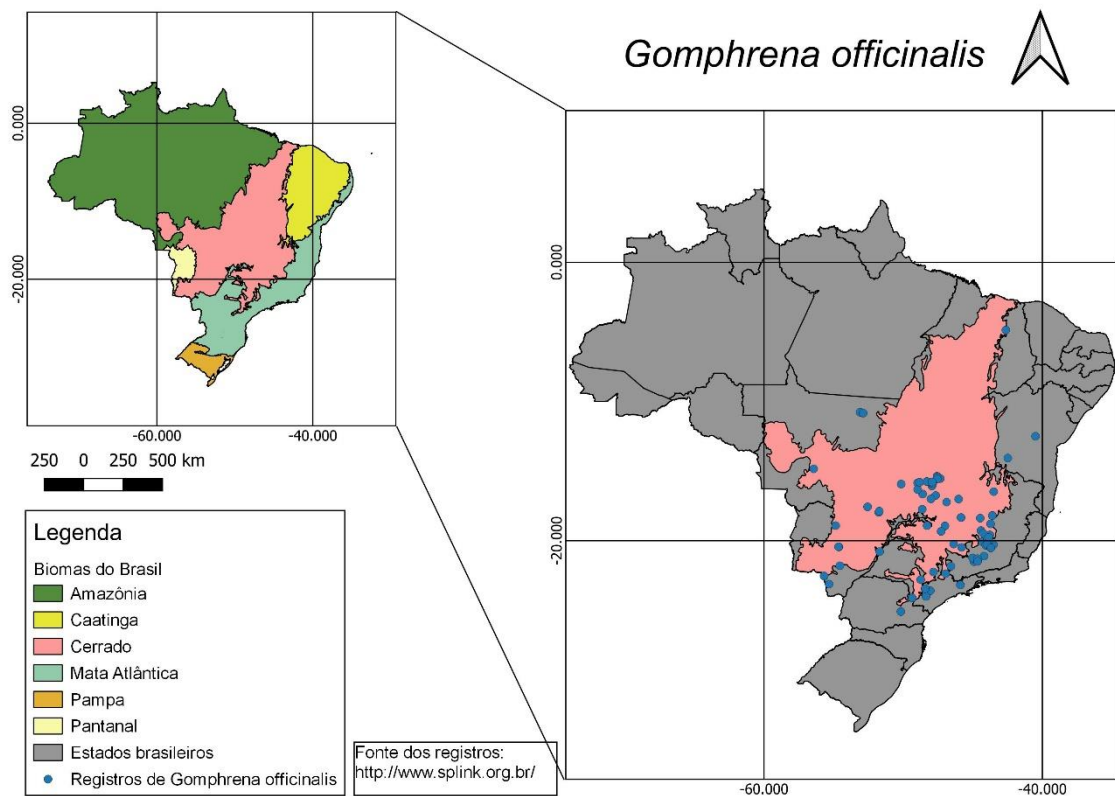 Gomphrena officinalis
0.000
20.000
-60.000
-40.000
250 0 250 500 km
Legenda
Biomas do Brasil
Amazônia
Caatinga
Cerrado
Mata Atlântica
Pampa
Pantanal
Estados brasileiros
Registros de Gomphrena officinalis
Fonte dos registros:
http://www.splink.org.br/
0.000
-20.000
-60.000
-40.000